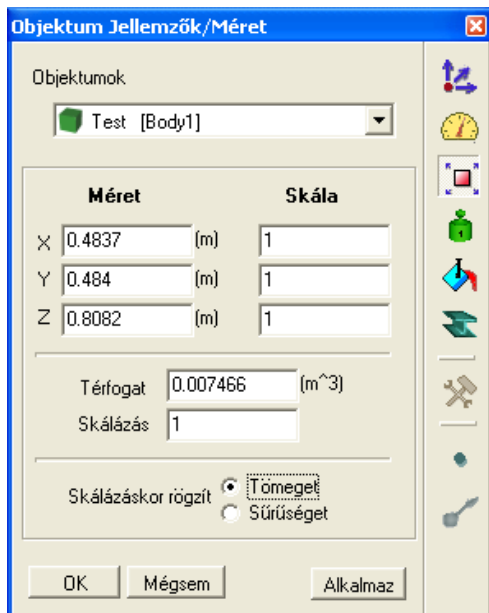 Objektum Jellemzők/Méret
Objektumok
Test [Body1]
Méret Skála
X 0.4837 (m) 1
Y 0.484 (m) 1
Z 0.8082 (m) 1
Térfogat 0.007466 (m^3)
Skálázás 1
Skálázáskor rögzít Tömeget
Sűrűséget
OK Mégsem Alkalmaz